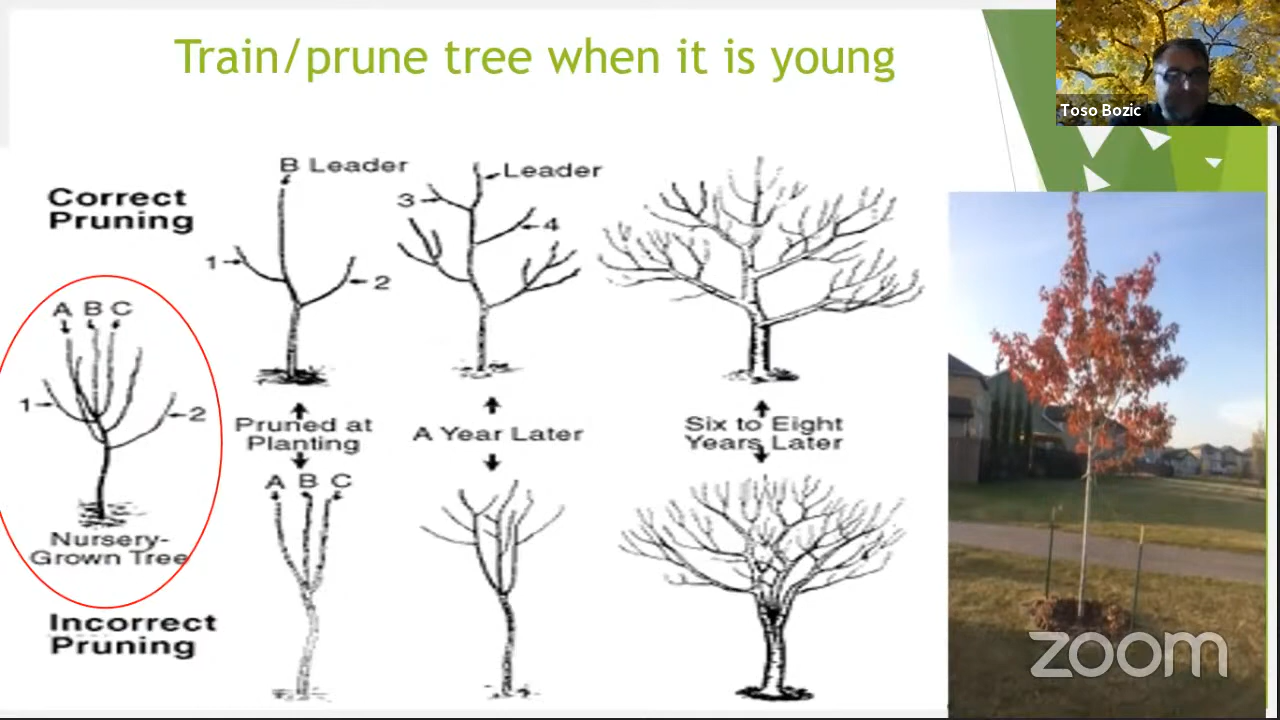 Train/prune tree when it is young
Toso Bozic
Correct
Pruning
B Leader
1
2
Leader
3
4
A B C
1
2
Nursery-
Grown Tree
Pruned at
Planting
A Year Later
Six to Eight
Years Later
Incorrect
Pruning
A B C
zoom